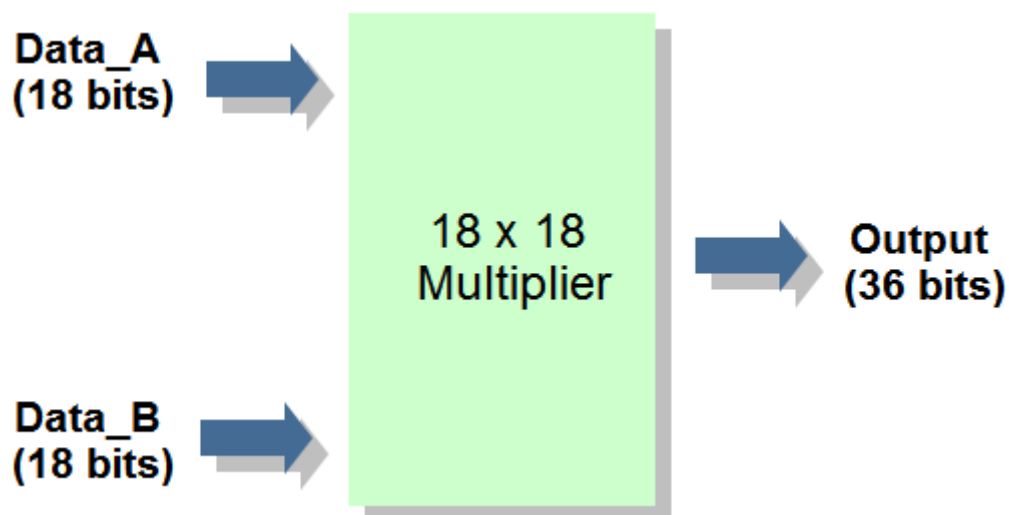 Data_A
(18 bits)
18 x 18
Multiplier
Output
(36 bits)
Data_B
(18 bits)